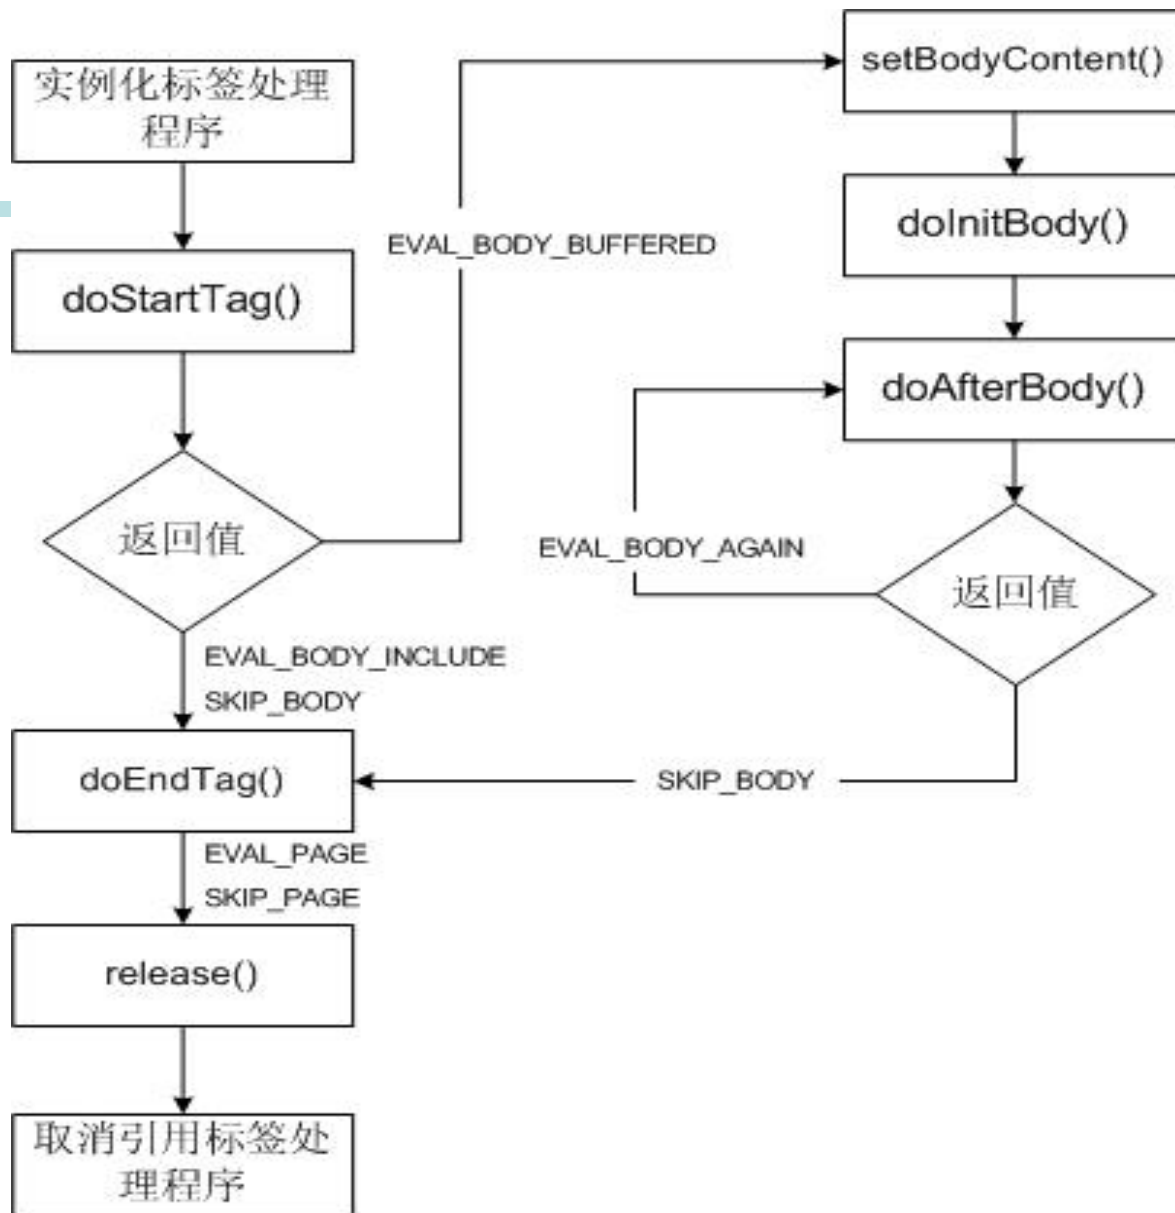 实例化标签处理
程序
doStartTag()
返回值
EVAL_BODY_BUFFERED
EVAL_BODY_INCLUDE
SKIP_BODY
doEndTag()
EVAL_PAGE
SKIP_PAGE
release()
取消引用标签处
理程序
setBodyContent()
doInitBody()
doAfterBody()
EVAL_BODY_AGAIN
返回值
SKIP_BODY